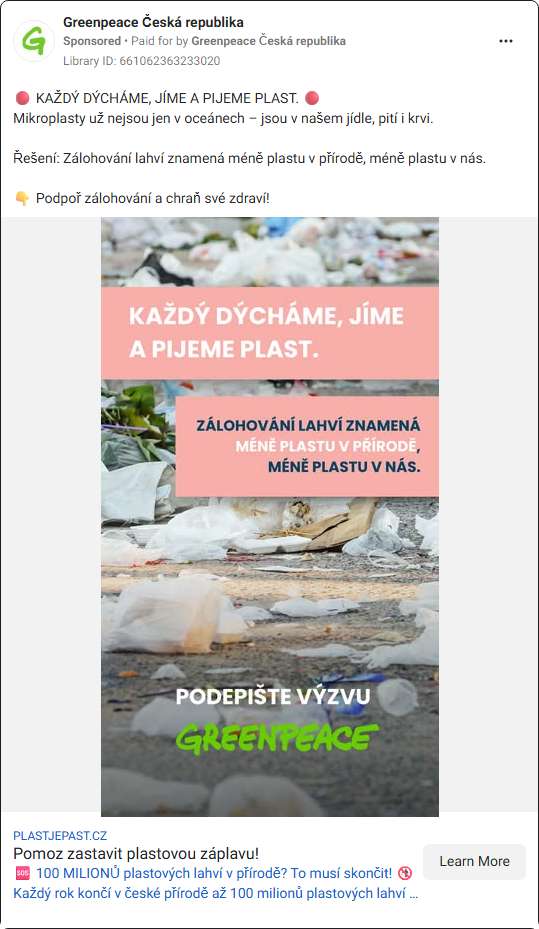 Greenpeace Česká republika
Sponsored • Paid for by Greenpeace Česká republika
Library ID: 661062363233020
🔴 KAŽDÝ DÝCHÁME, JÍME A PIJEME PLAST. 🔴
Mikroplasty už nejsou jen v oceánech – jsou v našem jídle, pití i krvi.
Řešení: Zálohování lahví znamená méně plastu v přírodě, méně plastu v nás.
👇 Podpoř zálohování a chraň své zdraví!
KAŽDÝ DÝCHÁME, JÍME
A PIJEME PLAST.
ZÁLOHOVÁNÍ LAHVÍ ZNAMENÁ
MÉNĚ PLASTU V PŘÍRODĚ,
MÉNĚ PLASTU V NÁS.
PODEPIŠTE VÝZVU
GREENPEACE
PLASTJEPAST.CZ
Pomoz zastavit plastovou záplavu!
🆘 100 MILIONŮ plastových lahví v přírodě? To musí skončit! 🚯
Každý rok končí v české přírodě až 100 milionů plastových lahví ...
Learn More